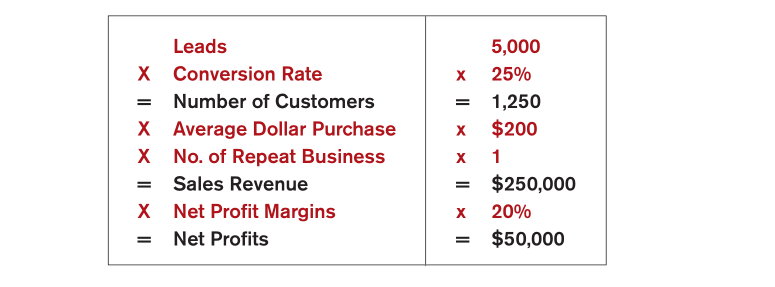 Leads 5,000
X Conversion Rate x 25%
= Number of Customers = 1,250
X Average Dollar Purchase x $200
X No. of Repeat Business x 1
= Sales Revenue = $250,000
X Net Profit Margins x 20%
= Net Profits = $50,000